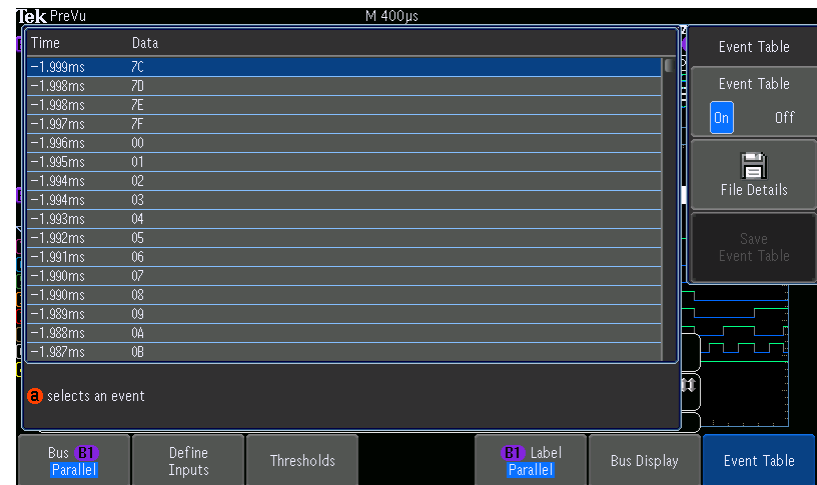 Tek PreVu M 400µs
Time Data
-1.999ms 7C
-1.998ms 7D
-1.998ms 7E
-1.997ms 7F
-1.996ms 00
-1.995ms 01
-1.994ms 02
-1.994ms 03
-1.993ms 04
-1.992ms 05
-1.991ms 06
-1.990ms 07
-1.990ms 08
-1.989ms 09
-1.988ms 0A
-1.987ms 0B
a selects an event
Event Table
Event Table
On Off
File Details
Save
Event Table
Bus B1
Parallel
Define
Inputs
Thresholds
B1 Label
Parallel
Bus Display
Event Table